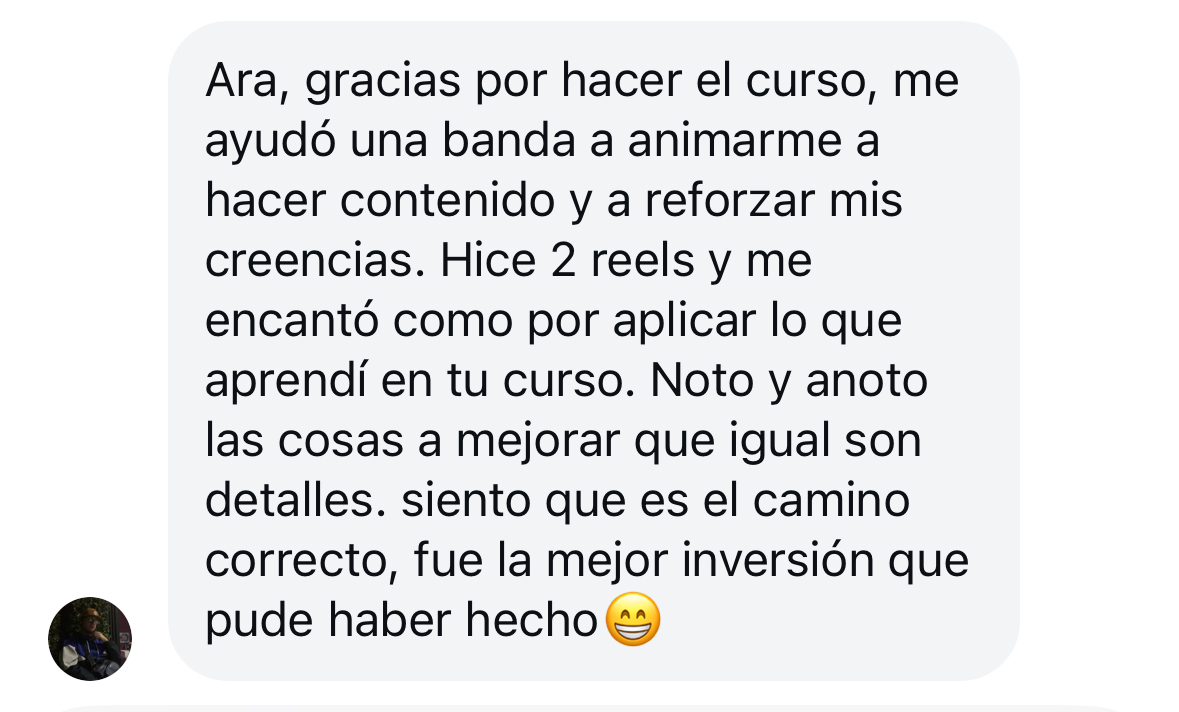 Ara, gracias por hacer el curso, me
ayudó una banda a animarme a
hacer contenido y a reforzar mis
creencias. Hice 2 reels y me
encantó como por aplicar lo que
aprendí en tu curso. Noto y anoto
las cosas a mejorar que igual son
detalles. siento que es el camino
correcto, fue la mejor inversión que
pude haber hecho😁